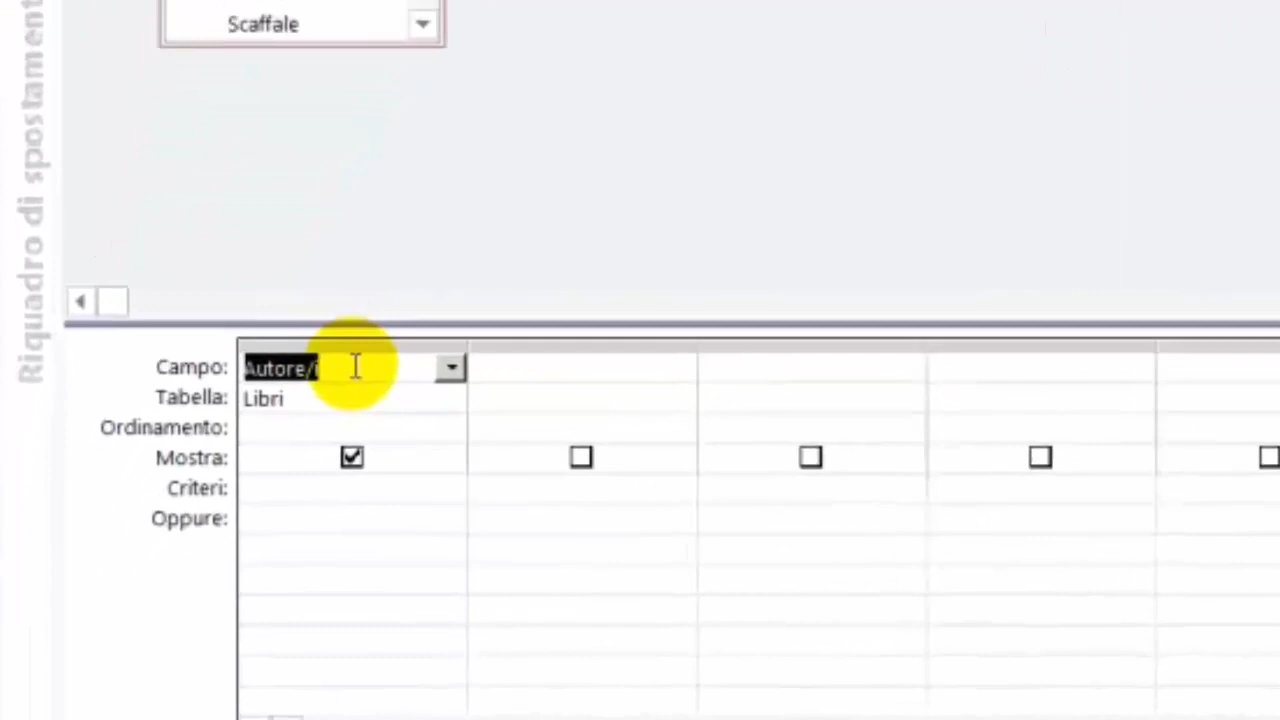 Scaffale
Riquadro di spostament
Campo: Autore/i
Tabella: Libri
Ordinamento:
Mostra:
Criteri:
Oppure: